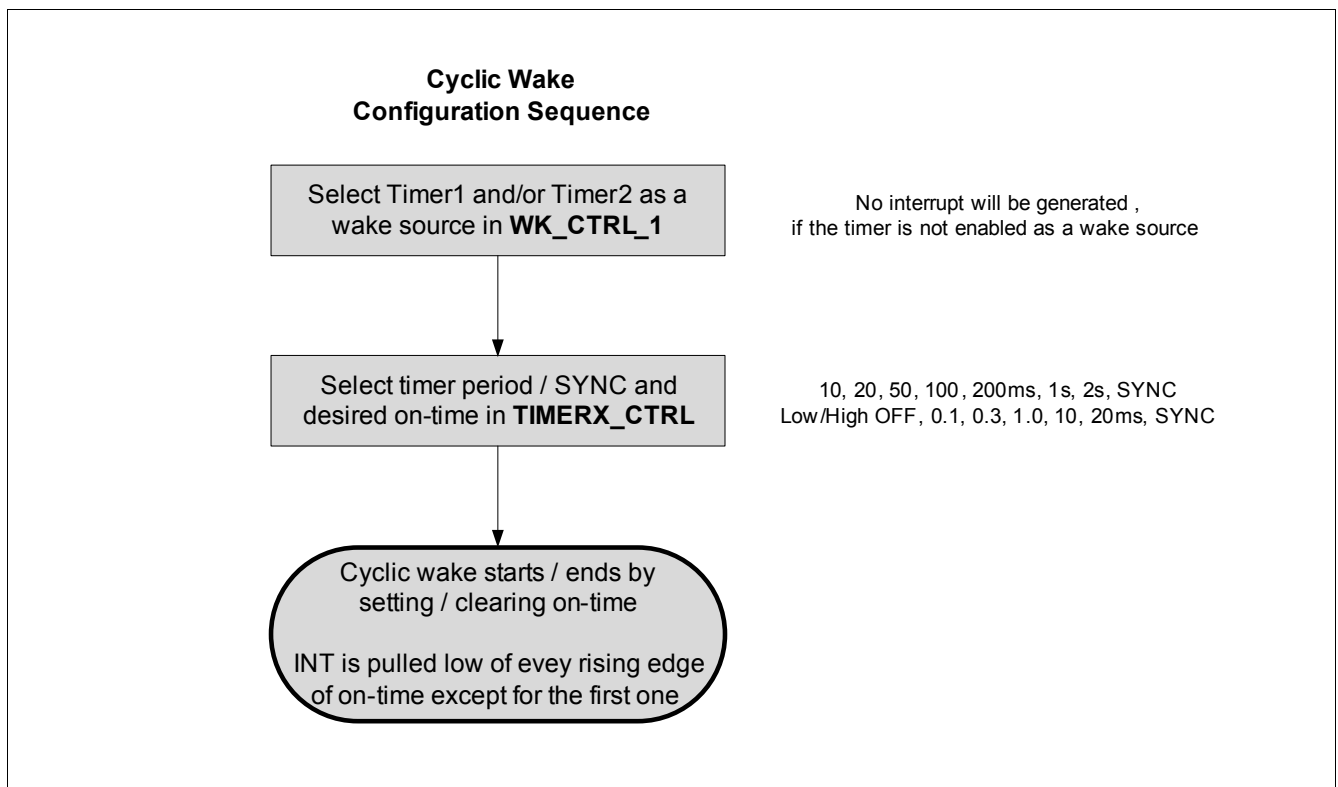 Cyclic Wake
Configuration Sequence
Select Timer1 and/or Timer2 as a
wake source in WK_CTRL_1
No interrupt will be generated ,
if the timer is not enabled as a wake source
Select timer period / SYNC and
desired on-time in TIMERX_CTRL
10, 20, 50, 100, 200ms, 1s, 2s, SYNC
Low/High OFF, 0.1, 0.3, 1.0, 10, 20ms, SYNC
Cyclic wake starts / ends by
setting / clearing on-time
INT is pulled low of evey rising edge
of on-time except for the first one